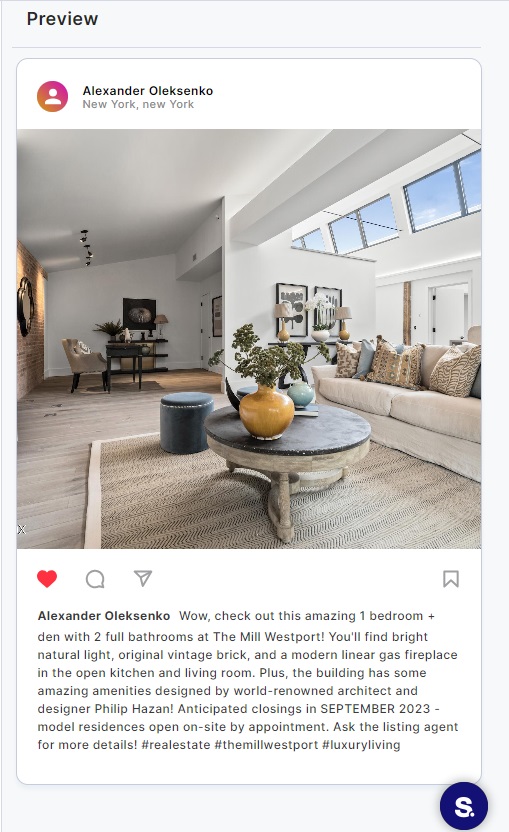 Preview
Alexander Oleksenko
New York, new York
X
Alexander Oleksenko Wow, check out this amazing 1 bedroom +
den with 2 full bathrooms at The Mill Westport! You'll find bright
natural light, original vintage brick, and a modern linear gas fireplace
in the open kitchen and living room. Plus, the building has some
amazing amenities designed by world-renowned architect and
designer Philip Hazan! Anticipated closings in SEPTEMBER 2023 -
model residences open on-site by appointment. Ask the listing agent
for more details! #realestate #themillwestport #luxuryliving
S.